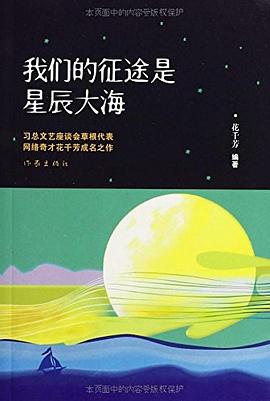 本页面中的内容受版权保护
我们的征途是
星辰大海
习总文艺座谈会草根代表
网络奇才花千芳成名之作
作家出版社
花千芳 编著
本页面中的内容受版权保护